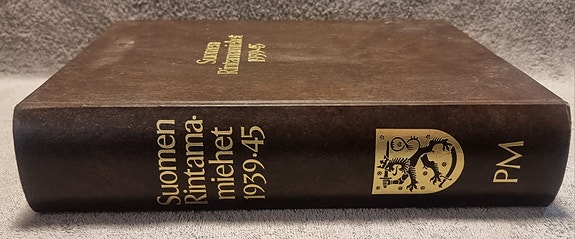 Suomen
Rintamamiehet
1939-45
Suomen
Rintama-
miehet
1939-45
PM